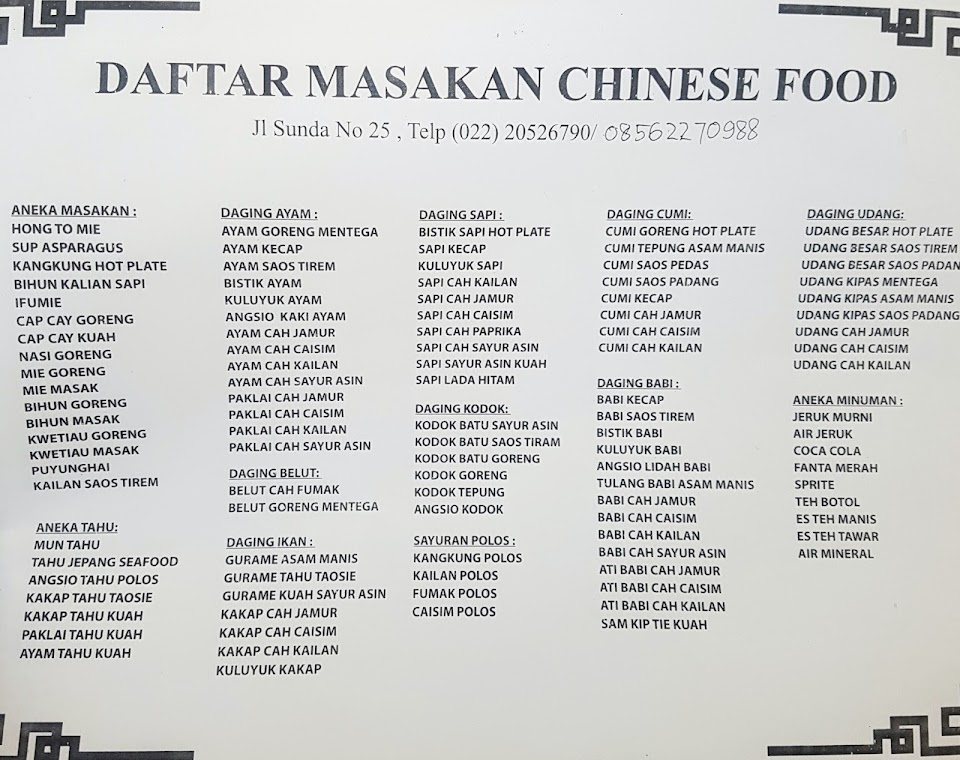 DAFTAR MASAKAN CHINESE FOOD
Jl Sunda No 25 , Telp (022) 20526790/ 08562270988
ANEKA MASAKAN :
HONG TO MIE
SUP ASPARAGUS
KANGKUNG HOT PLATE
BIHUN KALIAN SAPI
IFUMIE
CAP CAY GORENG
CAP CAY KUAH
NASI GORENG
MIE GORENG
MIE MASAK
BIHUN GORENG
BIHUN MASAK
KWETIAU GORENG
KWETIAU MASAK
PUYUNGHAI
KAILAN SAOS TIREM
ANEKA TAHU:
MUN TAHU
TAHU JEPANG SEAFOOD
ANGSIO TAHU POLOS
KAKAP TAHU TAOSIE
KAKAP TAHU KUAH
PAKLAI TAHU KUAH
AYAM TAHU KUAH
DAGING AYAM :
AYAM GORENG MENTEGA
AYAM KECAP
AYAM SAOS TIREM
BISTIK AYAM
KULUYUK AYAM
ANGSIO KAKI AYAM
AYAM CAH JAMUR
AYAM CAH CAISIM
AYAM CAH KAILAN
AYAM CAH SAYUR ASIN
PAKLAI CAH JAMUR
PAKLAI CAH CAISIM
PAKLAI CAH KAILAN
PAKLAI CAH SAYUR ASIN
DAGING BELUT:
BELUT CAH FUMAK
BELUT GORENG MENTEGA
DAGING IKAN :
GURAME ASAM MANIS
GURAME TAHU TAOSIE
GURAME KUAH SAYUR ASIN
KAKAP CAH JAMUR
KAKAP CAH CAISIM
KAKAP CAH KAILAN
KULUYUK KAKAP
DAGING SAPI :
BISTIK SAPI HOT PLATE
SAPI KECAP
KULUYUK SAPI
SAPI CAH KAILAN
SAPI CAH JAMUR
SAPI CAH CAISIM
SAPI CAH PAPRIKA
SAPI CAH SAYUR ASIN
SAPI SAYUR ASIN KUAH
SAPI LADA HITAM
DAGING KODOK:
KODOK BATU SAYUR ASIN
KODOK BATU SAOS TIRAM
KODOK BATU GORENG
KODOK GORENG
KODOK TEPUNG
ANGSIO KODOK
SAYURAN POLOS :
KANGKUNG POLOS
KAILAN POLOS
FUMAK POLOS
CAISIM POLOS
DAGING CUMI:
CUMI GORENG HOT PLATE
CUMI TEPUNG ASAM MANIS
CUMI SAOS PEDAS
CUMI SAOS PADANG
CUMI KECAP
CUMI CAH JAMUR
CUMI CAH CAISIM
CUMI CAH KAILAN
DAGING BABI :
BABI KECAP
BABI SAOS TIREM
BISTIK BABI
KULUYUK BABI
ANGSIO LIDAH BABI
TULANG BABI ASAM MANIS
BABI CAH JAMUR
BABI CAH CAISIM
BABI CAH KAILAN
BABI CAH SAYUR ASIN
ATI BABI CAH JAMUR
ATI BABI CAH CAISIM
ATI BABI CAH KAILAN
SAM KIP TIE KUAH
DAGING UDANG:
UDANG BESAR HOT PLATE
UDANG BESAR SAOS TIREM
UDANG BESAR SAOS PADAN
UDANG KIPAS MENTEGA
UDANG KIPAS ASAM MANIS
UDANG KIPAS SAOS PADANG
UDANG CAH JAMUR
UDANG CAH CAISIM
UDANG CAH KAILAN
ANEKA MINUMAN :
JERUK MURNI
AIR JERUK
COCA COLA
FANTA MERAH
SPRITE
TEH BOTOL
ES TEH MANIS
ES TEH TAWAR
AIR MINERAL